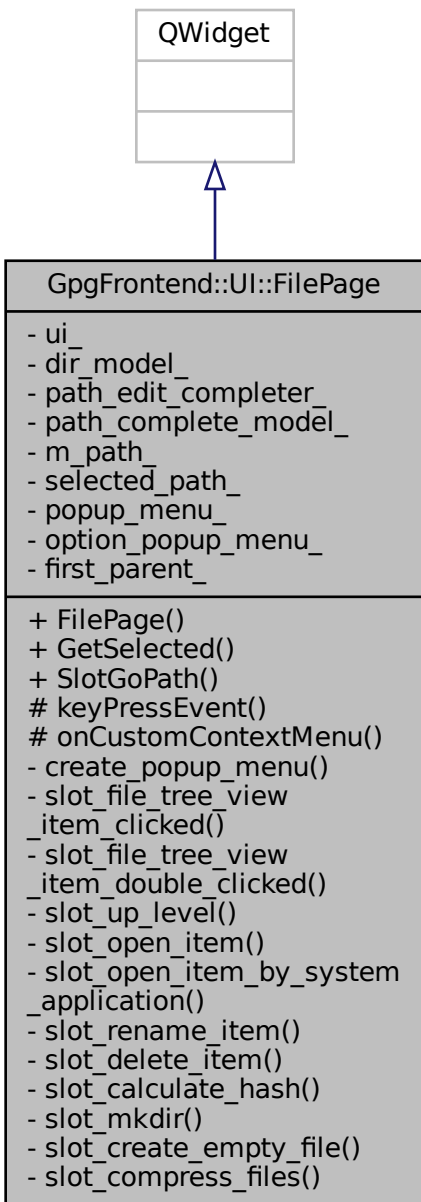 QWidget
GpgFrontend::UI::FilePage
- ui_
- dir_model_
- path_edit_completer_
- path_complete_model_
- m_path_
- selected_path_
- popup_menu_
- option_popup_menu_
- first_parent_
+ FilePage()
+ GetSelected()
+ SlotGoPath()
# keyPressEvent()
# onCustomContextMenu()
- create_popup_menu()
- slot_file_tree_view
_item_clicked()
- slot_file_tree_view
_item_double_clicked()
- slot_up_level()
- slot_open_item()
- slot_open_item_by_system
_application()
- slot_rename_item()
- slot_delete_item()
- slot_calculate_hash()
- slot_mkdir()
- slot_create_empty_file()
- slot_compress_files()